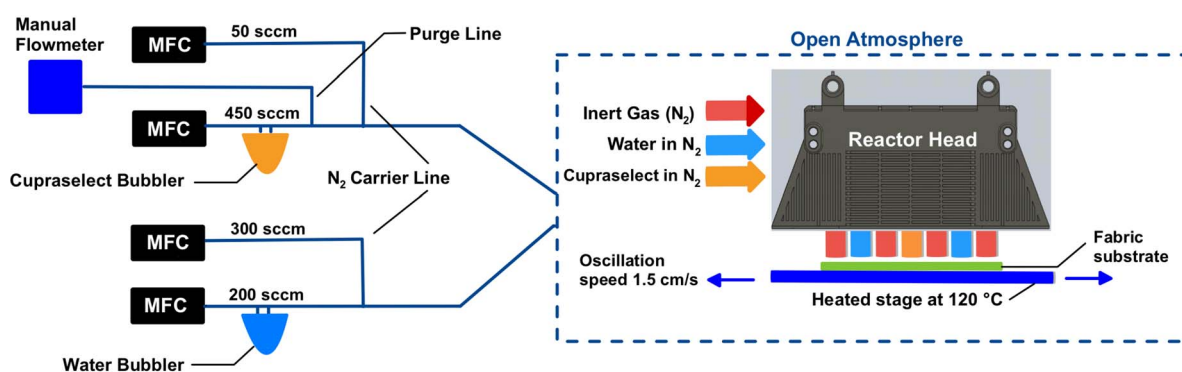 Manual
Flowmeter
MFC
50 sccm
Purge Line
MFC
450 sccm
Cupraselect Bubbler
N₂ Carrier Line
MFC
300 sccm
MFC
200 sccm
Water Bubbler
Open Atmosphere
Inert Gas (N₂)
Water in N₂
Cupraselect in N₂
Reactor Head
Oscillation
speed 1.5 cm/s
Fabric
substrate
Heated stage at 120 °C